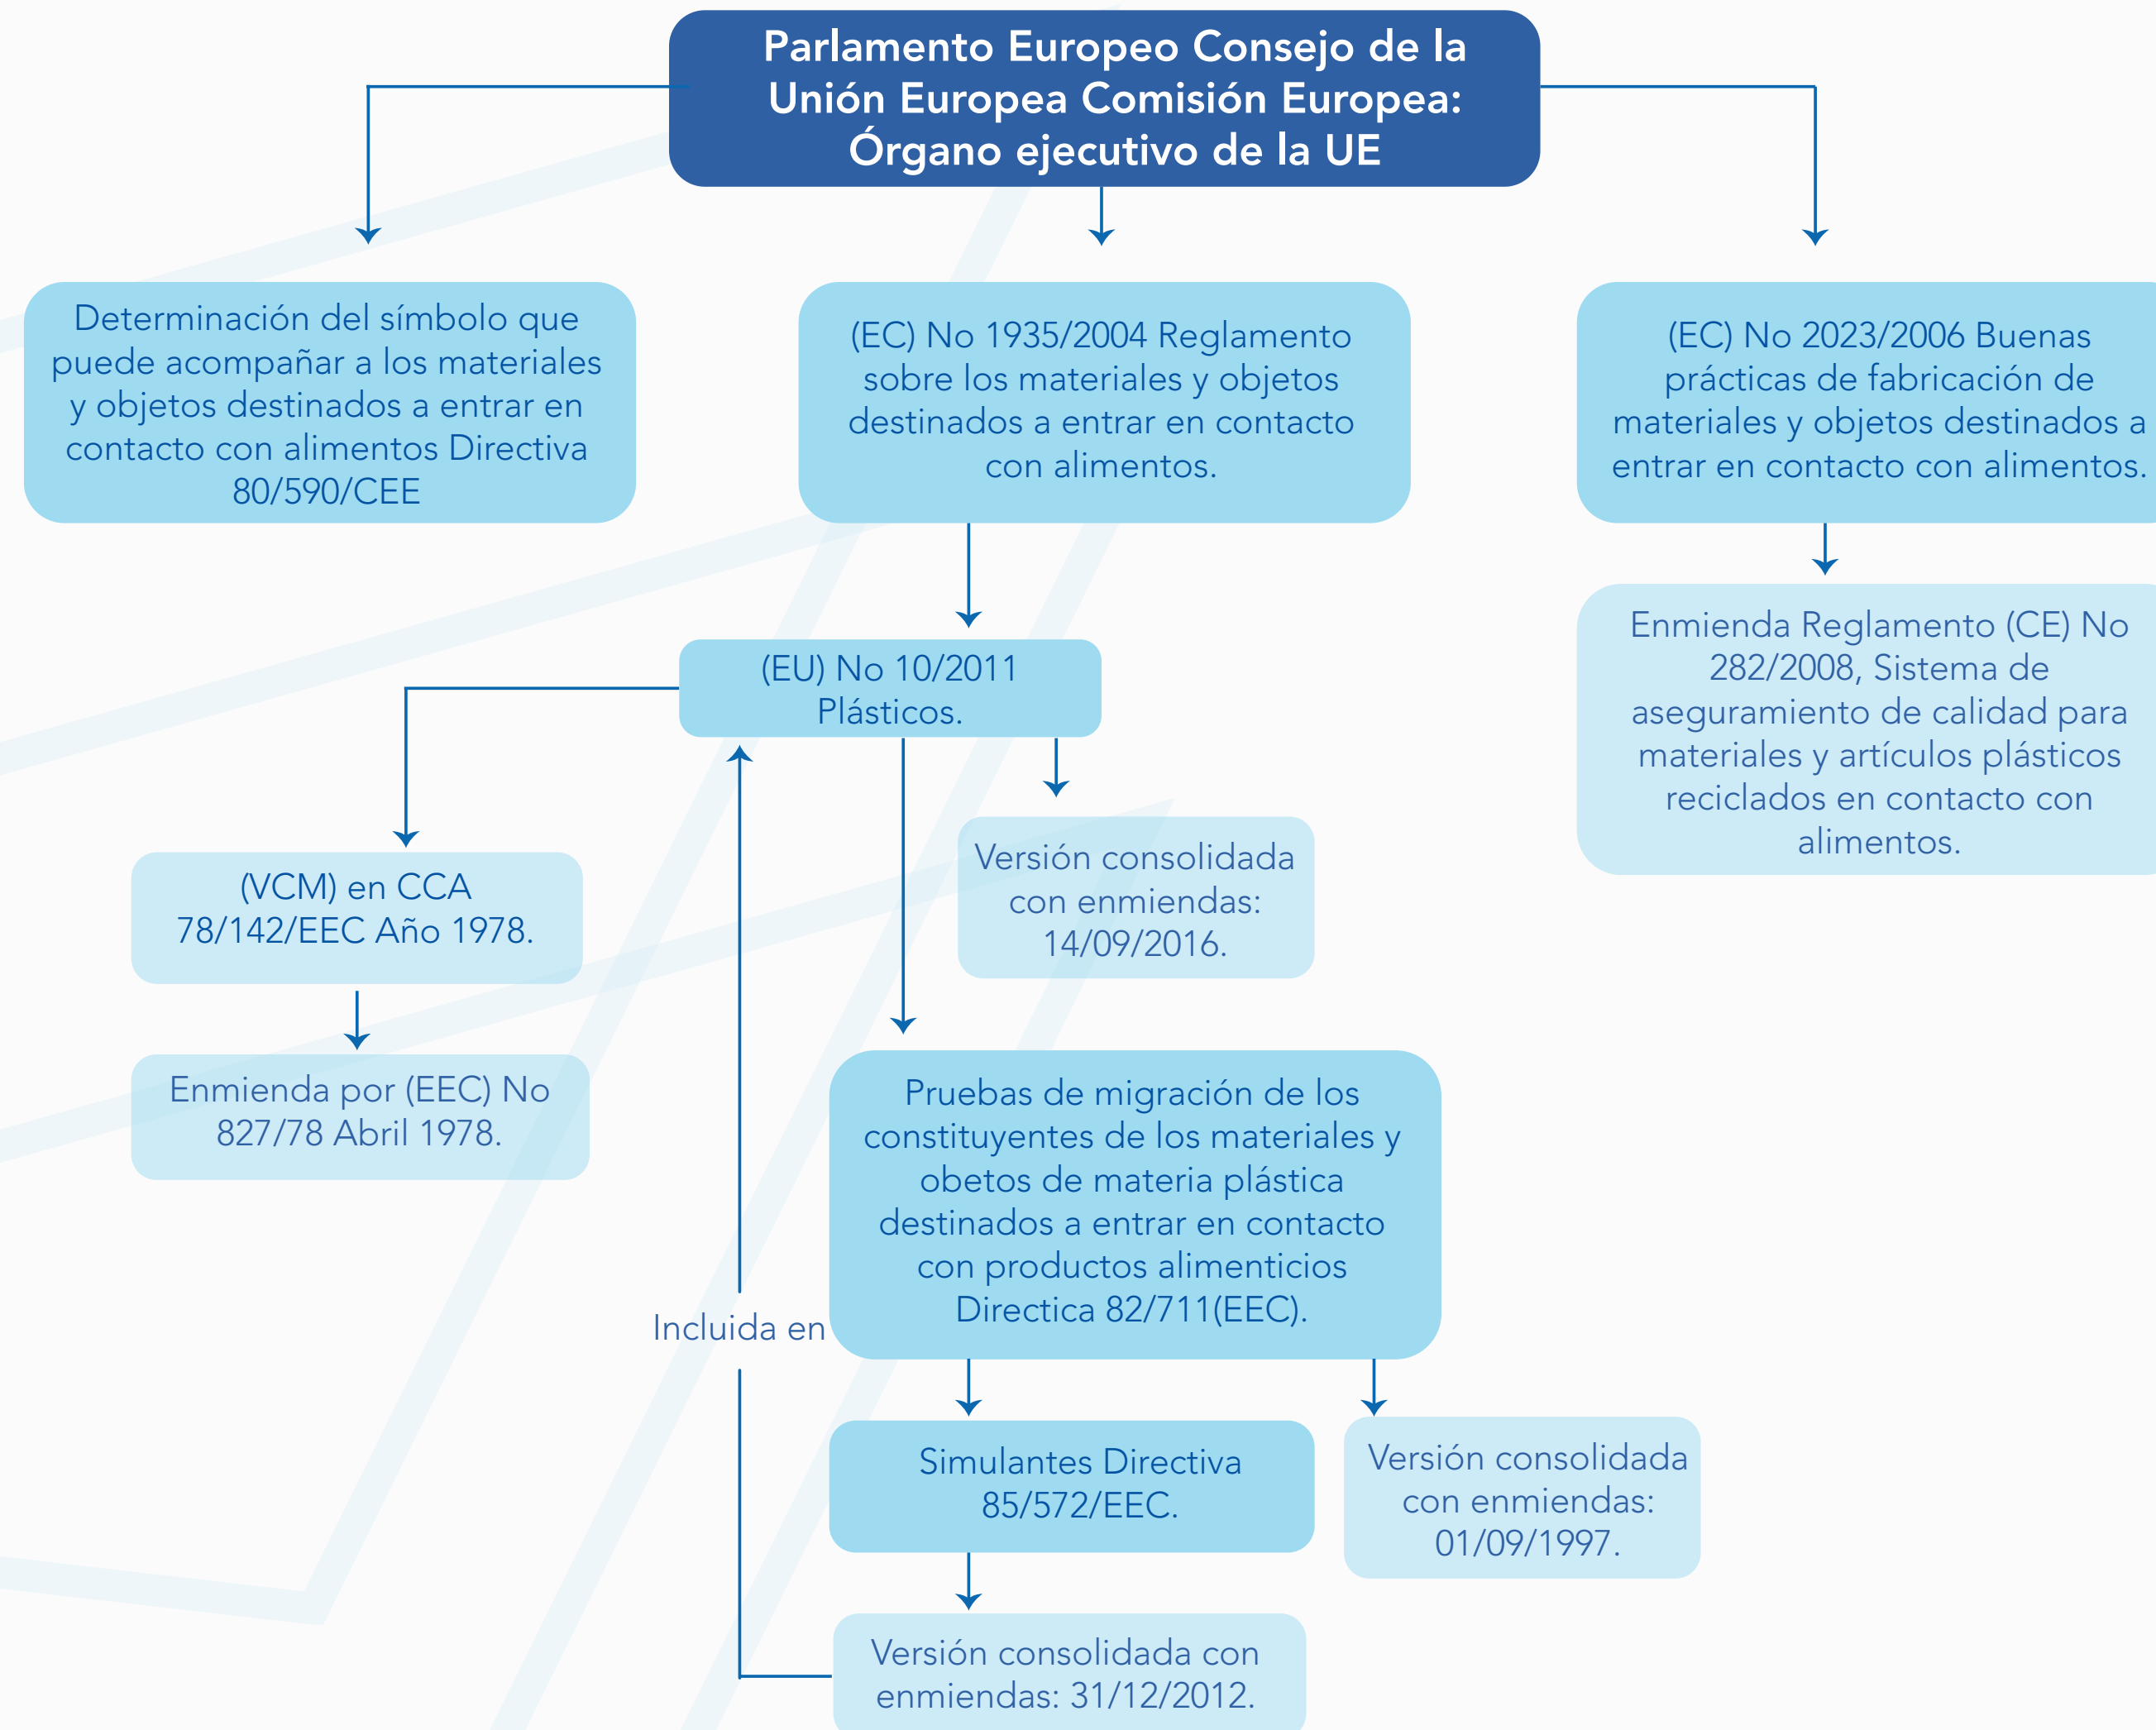 Parlamento Europeo Consejo de la
Unión Europea Comisión Europea:
Órgano ejecutivo de la UE
Determinación del símbolo que
puede acompañar a los materiales
y objetos destinados a entrar en
contacto con alimentos Directiva
80/590/CEE
(EC) No 1935/2004 Reglamento
sobre los materiales y objetos
destinados a entrar en contacto
con alimentos.
(EC) No 2023/2006 Buenas
prácticas de fabricación de
materiales y objetos destinados a
entrar en contacto con alimentos.
Enmienda Reglamento (CE) No
282/2008, Sistema de
aseguramiento de calidad para
materiales y artículos plásticos
reciclados en contacto con
alimentos.
(EU) No 10/2011
Plásticos.
Versión consolidada
con enmiendas:
14/09/2016.
(VCM) en CCA
78/142/EEC Año 1978.
Enmienda por (EEC) No
827/78 Abril 1978.
Pruebas de migración de los
constituyentes de los materiales y
obetos de materia plástica
destinados a entrar en contacto
con productos alimenticios
Directica 82/711(EEC).
Incluida en
Simulantes Directiva
85/572/EEC.
Versión consolidada
con enmiendas:
01/09/1997.
Versión consolidada con
enmiendas: 31/12/2012.